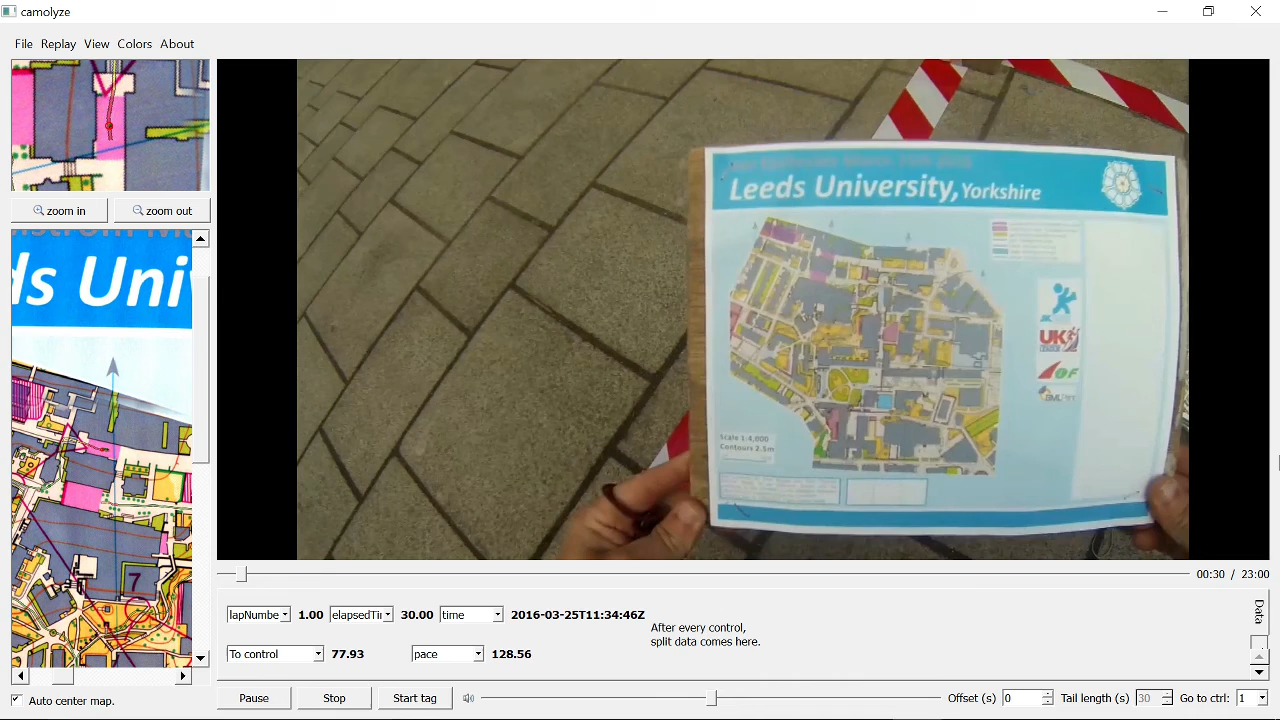 camolyze
File Replay View Colors About
zoom in zoom out
ds Uni
7
Leeds University, Yorkshire
Scale 1:4,000
Contours 2.5m
UK
00:30 / 23:00
lapNumbe 1.00 elapsedTi 30.00 time 2016-03-25T11:34:46Z
After every control,
split data comes here.
To control 77.93 pace 128.56
Data
Auto center map.
Pause Stop Start tag Offset (s) 0 Tail length (s) 30 Go to ctrl: 1